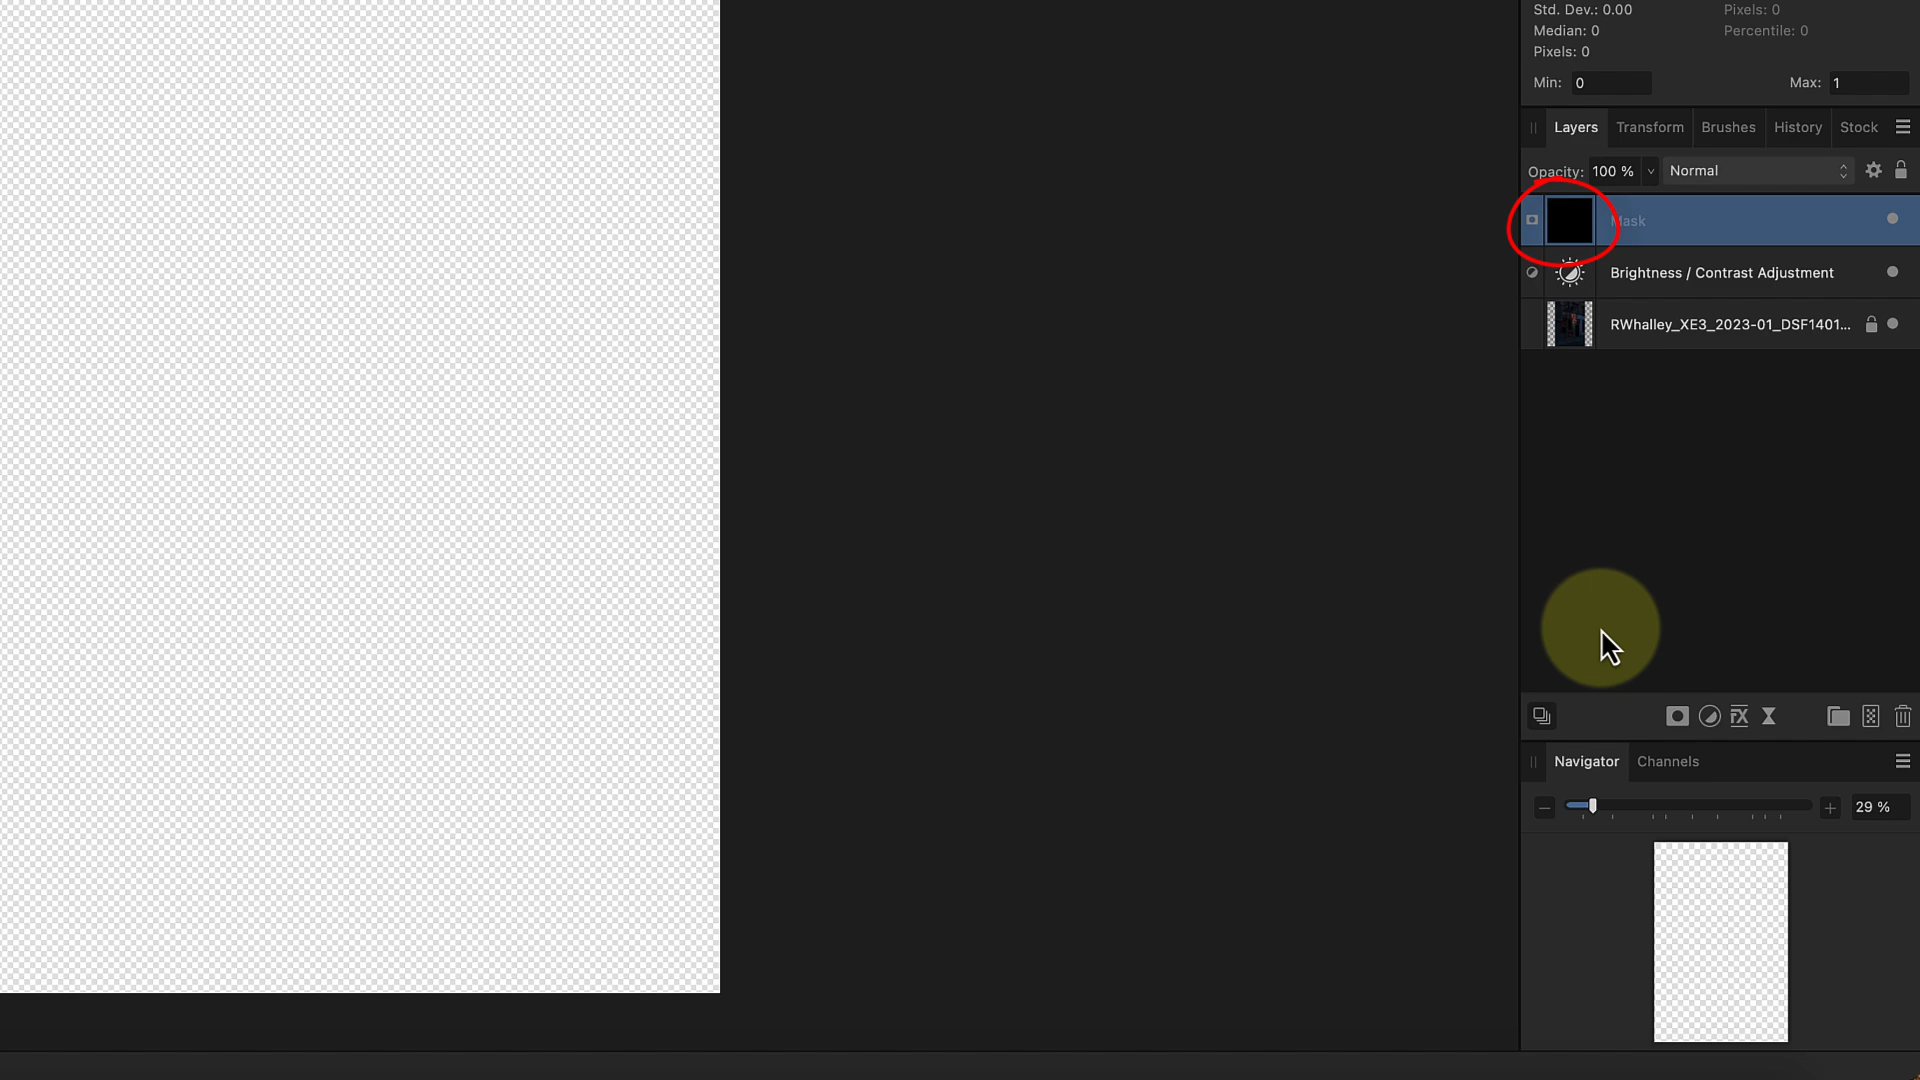 Std. Dev.: 0.00 Pixels: 0
Median: 0 Percentile: 0
Pixels: 0
Min: 0 Max: 1
Layers Transform Brushes History Stock
Opacity: 100 % Normal
Mask
Brightness / Contrast Adjustment
RWhalley_XE3_2023-01_DSF1401...
FX
Navigator Channels
29 %